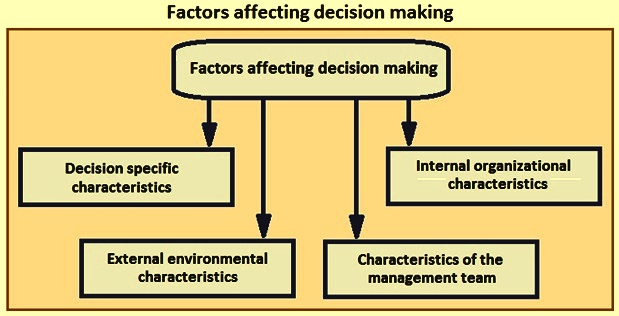 Factors affecting decision making
Factors affecting decision making
Decision specific
characteristics
Internal organizational
characteristics
External environmental
characteristics
Characteristics of the
management team